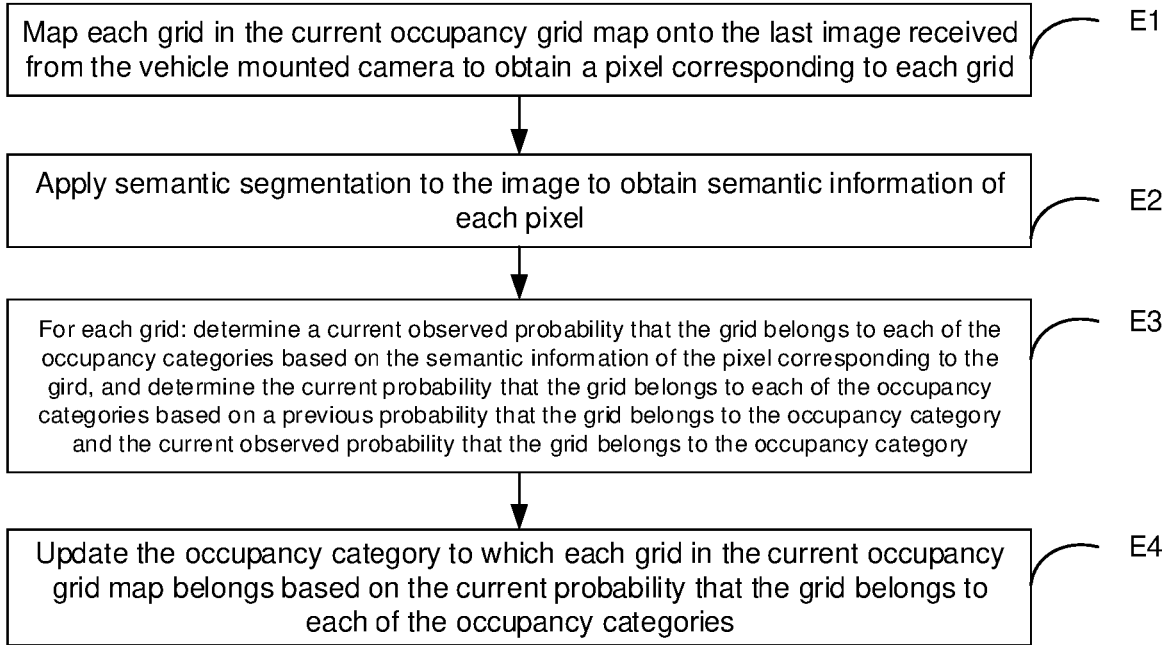 Map each grid in the current occupancy grid map onto the last image received
from the vehicle mounted camera to obtain a pixel corresponding to each grid
E1
Apply semantic segmentation to the image to obtain semantic information of
each pixel
E2
For each grid: determine a current observed probability that the grid belongs to each of the
occupancy categories based on the semantic information of the pixel corresponding to the
gird, and determine the current probability that the grid belongs to each of the occupancy
categories based on a previous probability that the grid belongs to the occupancy category
and the current observed probability that the grid belongs to the occupancy category
E3
Update the occupancy category to which each grid in the current occupancy
grid map belongs based on the current probability that the grid belongs to
each of the occupancy categories
E4